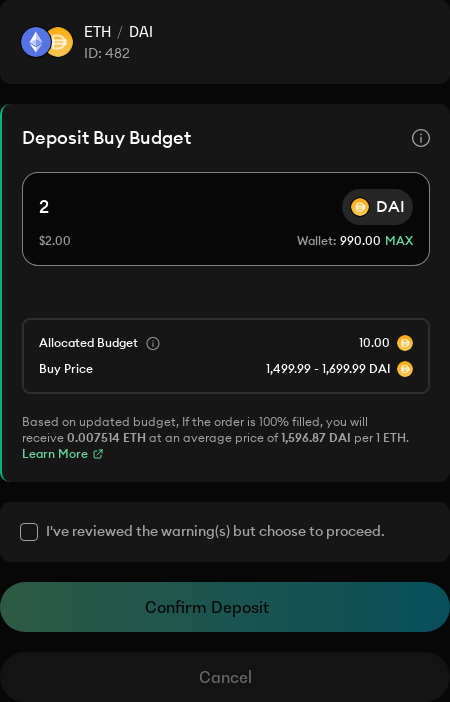 ETH / DAI
ID: 482
Deposit Buy Budget
2 DAI
$2.00 Wallet: 990.00 MAX
Allocated Budget 10.00
Buy Price 1,499.99 - 1,699.99 DAI
Based on updated budget, If the order is 100% filled, you will
receive 0.007514 ETH at an average price of 1,596.87 DAI per 1 ETH.
Learn More
I've reviewed the warning(s) but choose to proceed.
Confirm Deposit
Cancel